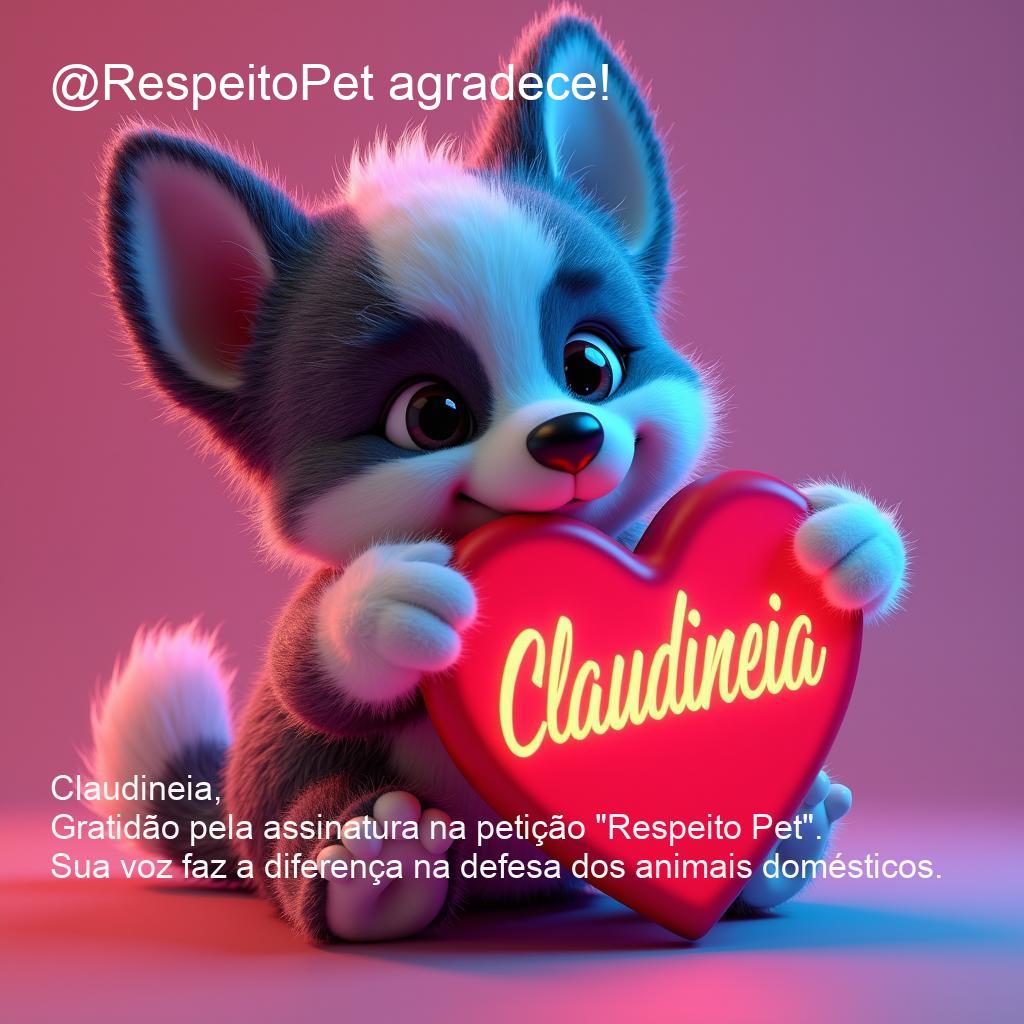 @RespeitoPet agradece!
Claudineia
Claudineia,
Gratidão pela assinatura na petição "Respeito Pet".
Sua voz faz a diferença na defesa dos animais domésticos.